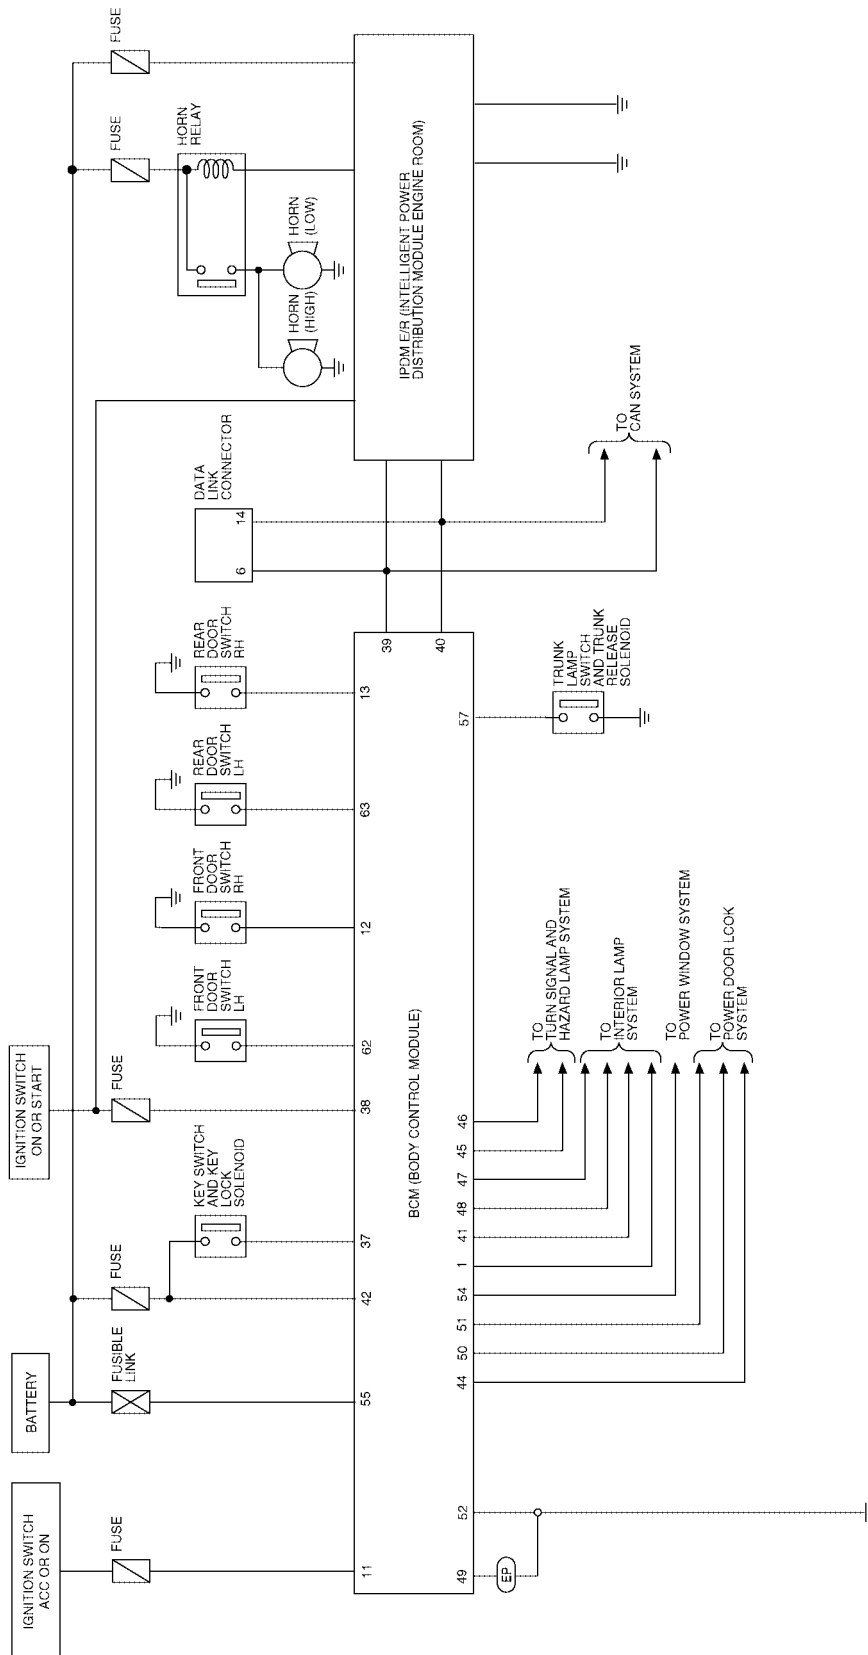 IGNITION SWITCH
ACC OR ON
BATTERY
IGNITION SWITCH
ON OR START
FUSE
FUSIBLE
LINK
FUSE
FUSE
FUSE
FUSE
KEY SWITCH
AND KEY
LOCK
SOLENOID
FRONT
DOOR
SWITCH
LH
FRONT
DOOR
SWITCH
RH
REAR
DOOR
SWITCH
LH
REAR
DOOR
SWITCH
RH
DATA
LINK
CONNECTOR
6
14
HORN
RELAY
HORN
(HIGH)
HORN
(LOW)
11
55
42
37
38
62
12
63
13
39
40
BCM (BODY CONTROL MODULE)
IPDM E/R (INTELLIGENT POWER
DISTRIBUTION MODULE ENGINE ROOM)
49
52
44
50
51
54
1
41
48
47
45
46
57
EP
TRUNK
LAMP
SWITCH
AND TRUNK
RELEASE
SOLENOID
TO
CAN SYSTEM
TO
TURN SIGNAL AND
HAZARD LAMP SYSTEM
TO
INTERIOR LAMP
SYSTEM
TO
POWER WINDOW SYSTEM
TO
POWER DOOR LCOK
SYSTEM